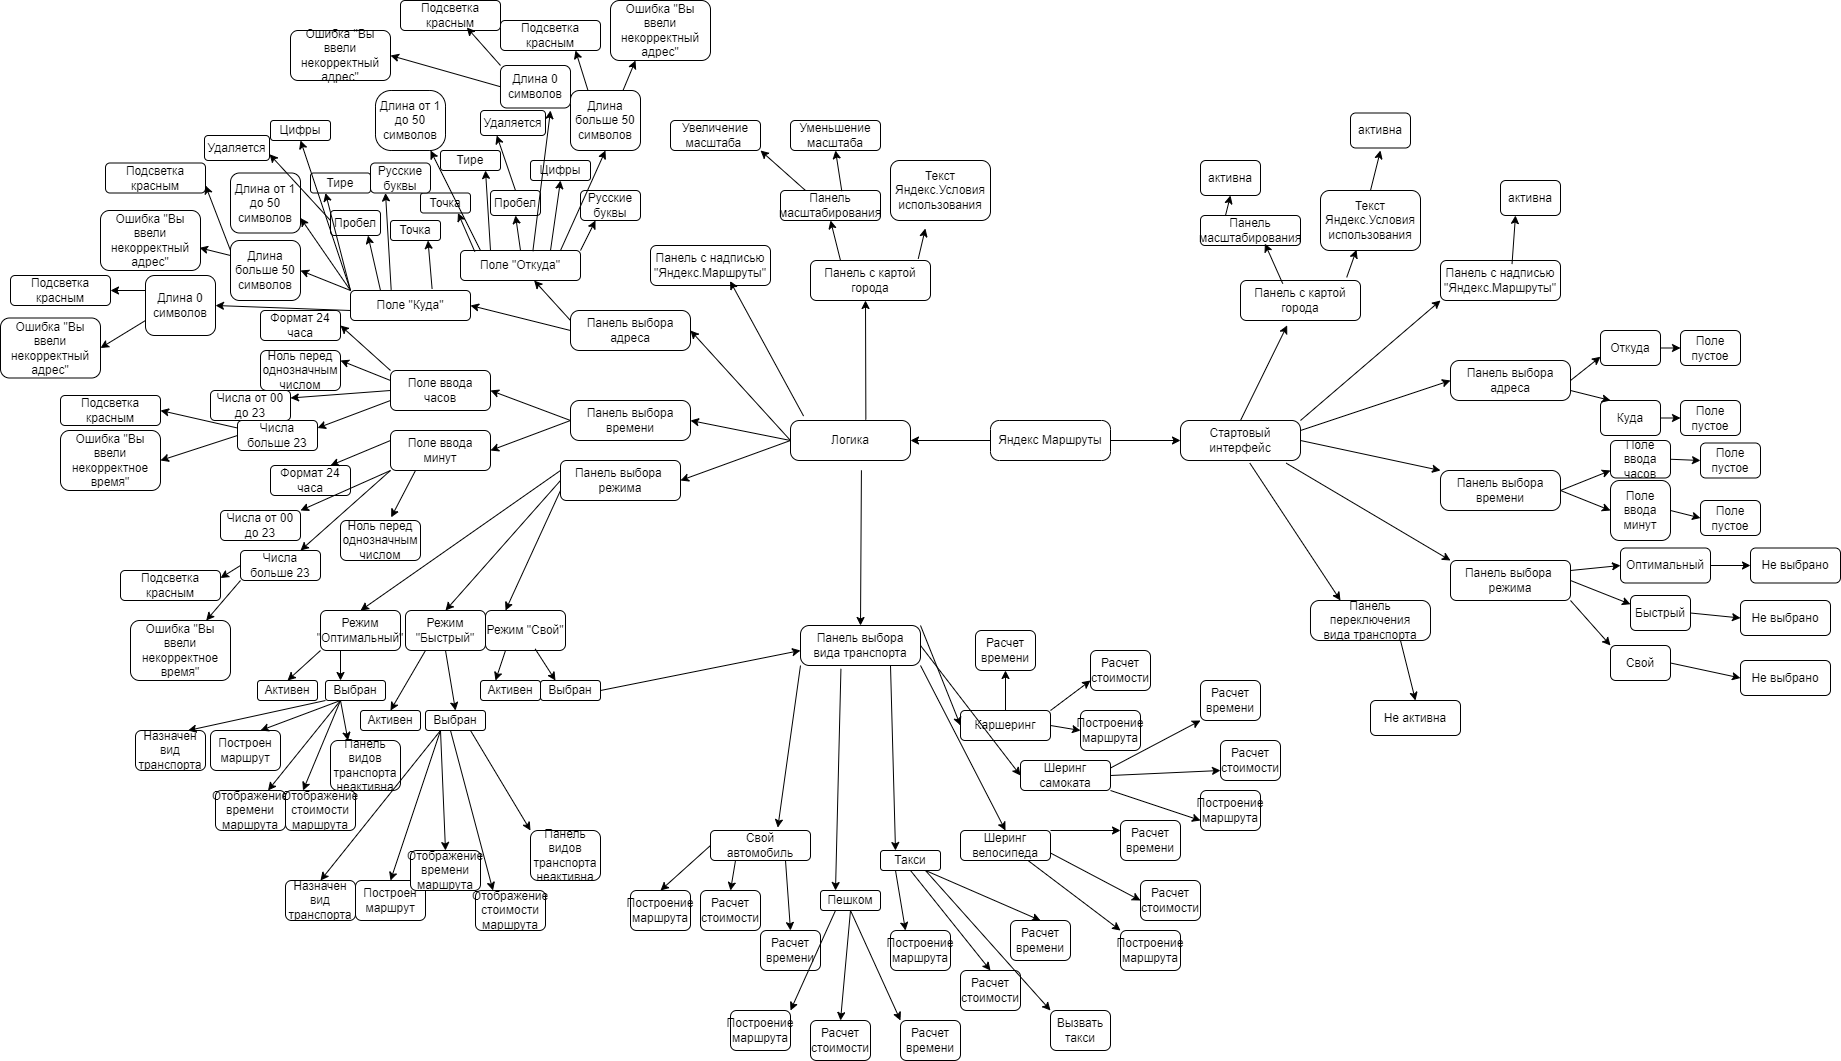 Подсветка
красным
Ошибка "Вы
ввели
некорректный
адрес"
Подсветка
красным
Ошибка "Вы
ввели
некорректный
адрес"
Длина 0
символов
Длина
больше 50
символов
Длина от 1
до 50
символов
Удаляется
Тире
Цифры
Точка
Пробел
Русские
буквы
Поле "Откуда"
Цифры
Удаляется
Подсветка
красным
Длина от 1
до 50
символов
Тире
Русские
буквы
Пробел
Точка
Ошибка "Вы
ввели
некорректный
адрес"
Длина
больше 50
символов
Подсветка
красным
Длина 0
символов
Ошибка "Вы
ввели
некорректный
адрес"
Поле "Куда"
Панель выбора
адреса
Увеличение
масштаба
Уменьшение
масштаба
Панель
масштабирования
Текст
Яндекс.Условия
использования
Панель с надписью
"Яндекс.Маршруты"
Панель с картой
города
активна
активна
активна
Панель
масштабирования
Текст
Яндекс.Условия
использования
Панель с картой
города
Панель с надписью
"Яндекс.Маршруты"
Формат 24
часа
Ноль перед
однозначным
числом
Числа от 00
до 23
Числа
больше 23
Подсветка
красным
Ошибка "Вы
ввели
некорректное
время"
Поле ввода
часов
Панель выбора
времени
Поле ввода
минут
Формат 24
часа
Числа от 00
до 23
Ноль перед
однозначным
числом
Числа
больше 23
Подсветка
красным
Ошибка "Вы
ввели
некорректное
время"
Панель выбора
режима
Логика
Яндекс Маршруты
Стартовый
интерфейс
Панель выбора
адреса
Откуда
Поле
пустое
Куда
Поле
пустое
Панель выбора
времени
Поле
ввода
часов
Поле
пустое
Поле
ввода
минут
Поле
пустое
Панель выбора
режима
Оптимальный
Не выбрано
Быстрый
Не выбрано
Свой
Не выбрано
Панель
переключения
вида транспорта
Не активна
Режим
"Оптимальный"
Режим
"Быстрый"
Режим "Свой"
Активен
Выбран
Активен
Выбран
Активен
Выбран
Назначен
вид
транспорта
Построен
маршрут
Панель
видов
транспорта
неактивна
Отображение
времени
маршрута
Отображение
стоимости
маршрута
Назначен
вид
транспорта
Построен
маршрут
Отображение
времени
маршрута
Отображение
стоимости
маршрута
Панель
видов
транспорта
неактивна
Панель выбора
вида транспорта
Расчет
времени
Расчет
стоимости
Каршеринг
Построение
маршрута
Расчет
времени
Шеринг
самоката
Расчет
стоимости
Построение
маршрута
Шеринг
велосипеда
Расчет
времени
Расчет
стоимости
Построение
маршрута
Свой
автомобиль
Построение
маршрута
Расчет
стоимости
Расчет
времени
Такси
Построение
маршрута
Расчет
времени
Расчет
стоимости
Вызвать
такси
Пешком
Построение
маршрута
Расчет
стоимости
Расчет
времени